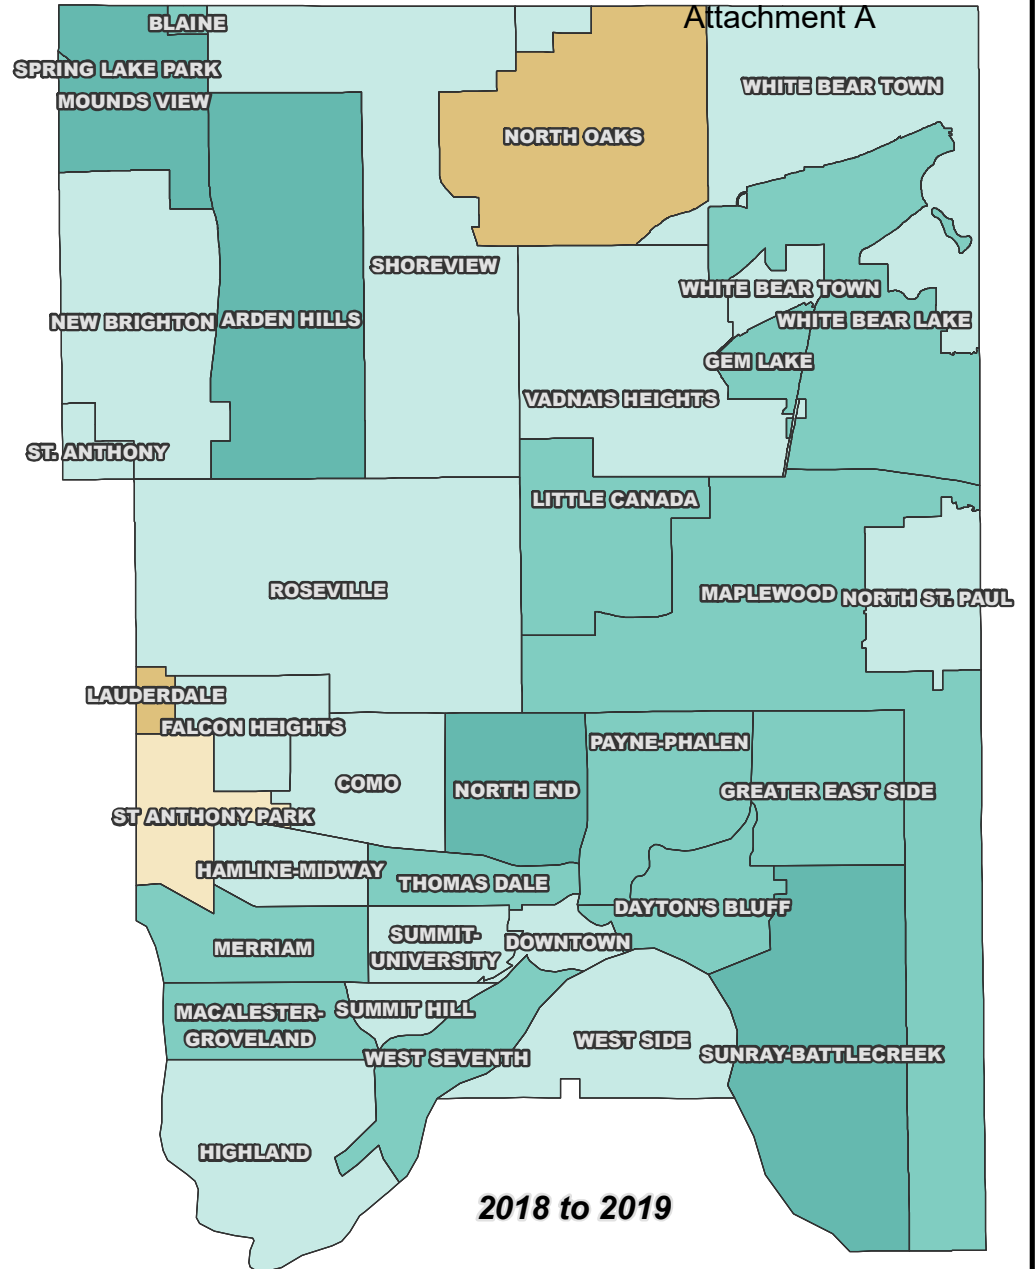 Attachment A
BLAINE
SPRING LAKE PARK
WHITE BEAR TOWN
MOUNDS VIEW
NORTH OAKS
SHOREVIEW
WHITE BEAR TOWN
NEW BRIGHTON
ARDEN HILLS
WHITE BEAR LAKE
GEM LAKE
VADNAIS HEIGHTS
ST. ANTHONY
LITTLE CANADA
ROSEVILLE
MAPLEWOOD
NORTH ST. PAUL
LAUDERDALE
FALCON HEIGHTS
PAYNE-PHALEN
COMO
NORTH END
GREATER EAST SIDE
ST ANTHONY PARK
HAMLINE-MIDWAY
THOMAS DALE
DAYTON'S BLUFF
MERRIAM
SUMMIT-
UNIVERSITY
DOWNTOWN
MACALESTER-
GROVELAND
SUMMIT HILL
WEST SIDE
WEST SEVENTH
SUNRAY-BATTLECREEK
HIGHLAND
2018 to 2019